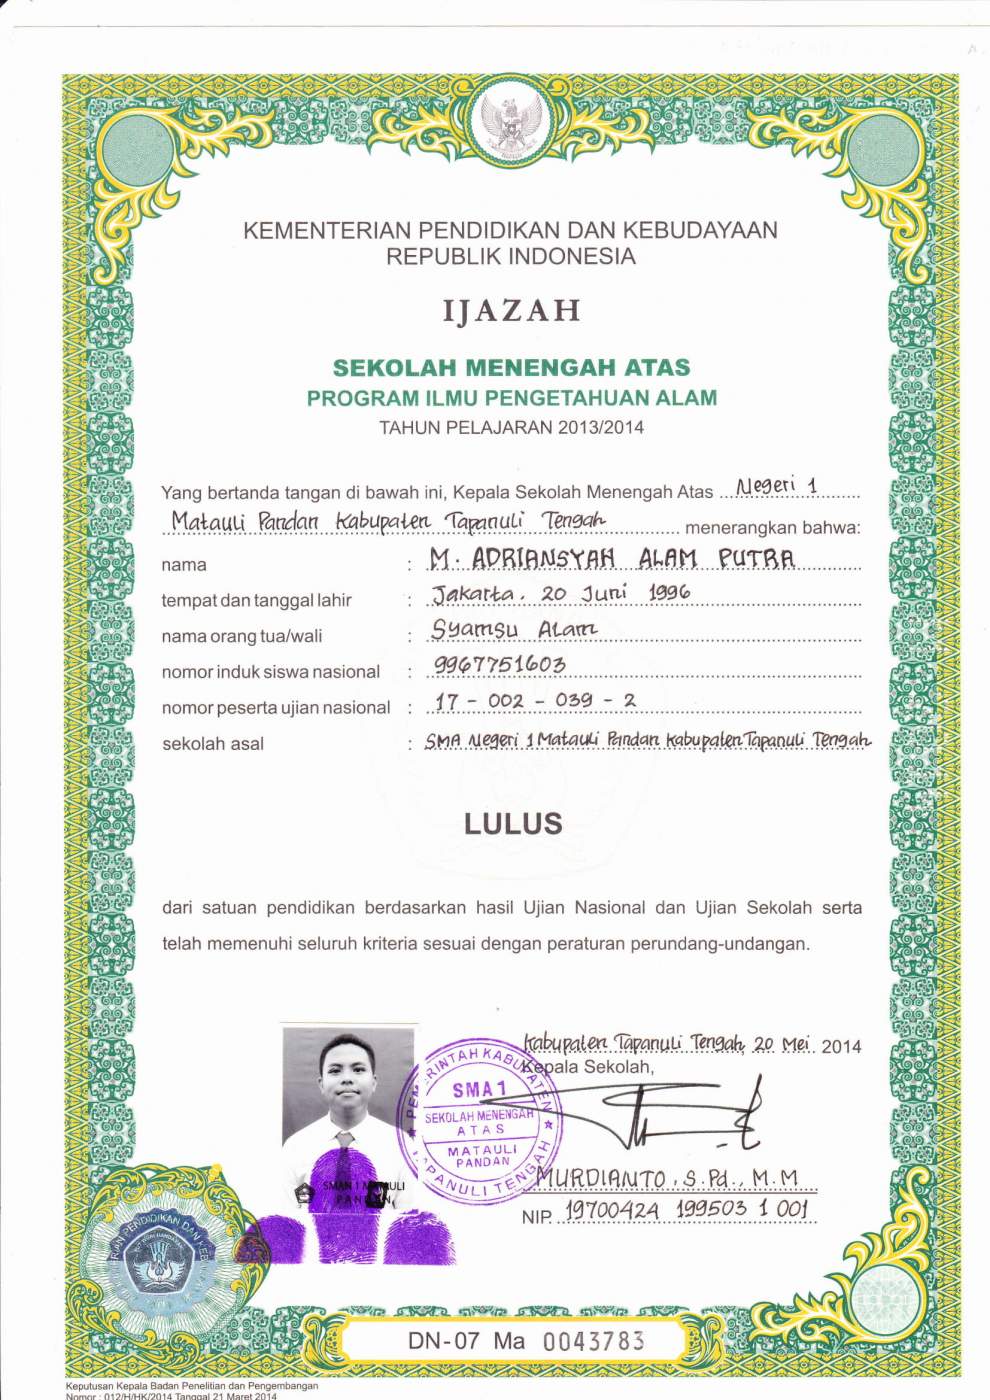 KEMENTERIAN PENDIDIKAN DAN KEBUDAYAAN
REPUBLIK INDONESIA
IJAZAH
SEKOLAH MENENGAH ATAS
PROGRAM ILMU PENGETAHUAN ALAM
TAHUN PELAJARAN 2013/2014
Yang bertanda tangan di bawah ini, Kepala Sekolah Menengah Atas Negeri 1
Matauli Pandan Kabupaten Tapanuli Tengah menerangkan bahwa:
nama : M. ADRIANSYAH ALAM PUTRA
tempat dan tanggal lahir : Jakarta, 20 Juni 1996
nama orang tua/wali : Syamsu Alam
nomor induk siswa nasional : 9967751603
nomor peserta ujian nasional : 17 - 002 - 039 - 2
sekolah asal : SMA Negeri 1 Matauli Pandan Kabupaten Tapanuli Tengah
LULUS
dari satuan pendidikan berdasarkan hasil Ujian Nasional dan Ujian Sekolah serta
telah memenuhi seluruh kriteria sesuai dengan peraturan perundang-undangan.
Kabupaten Tapanuli Tengah, 20 Mei 2014
Kepala Sekolah,
PEMERINTAH KABUPATEN
SMA 1
SEKOLAH MENENGAH
ATAS
MATAULI
PANDAN
TAPANULI TENGAH
SMAN 1 MATAULI
PANDAN
MURDIANTO, S.Pd., M.M
NIP. 19700424 199503 1 001
DN-07 Ma 0043783
Keputusan Kepala Badan Penelitian dan Pengembangan
Nomor : 012/H/HK/2014 Tanggal 21 Maret 2014